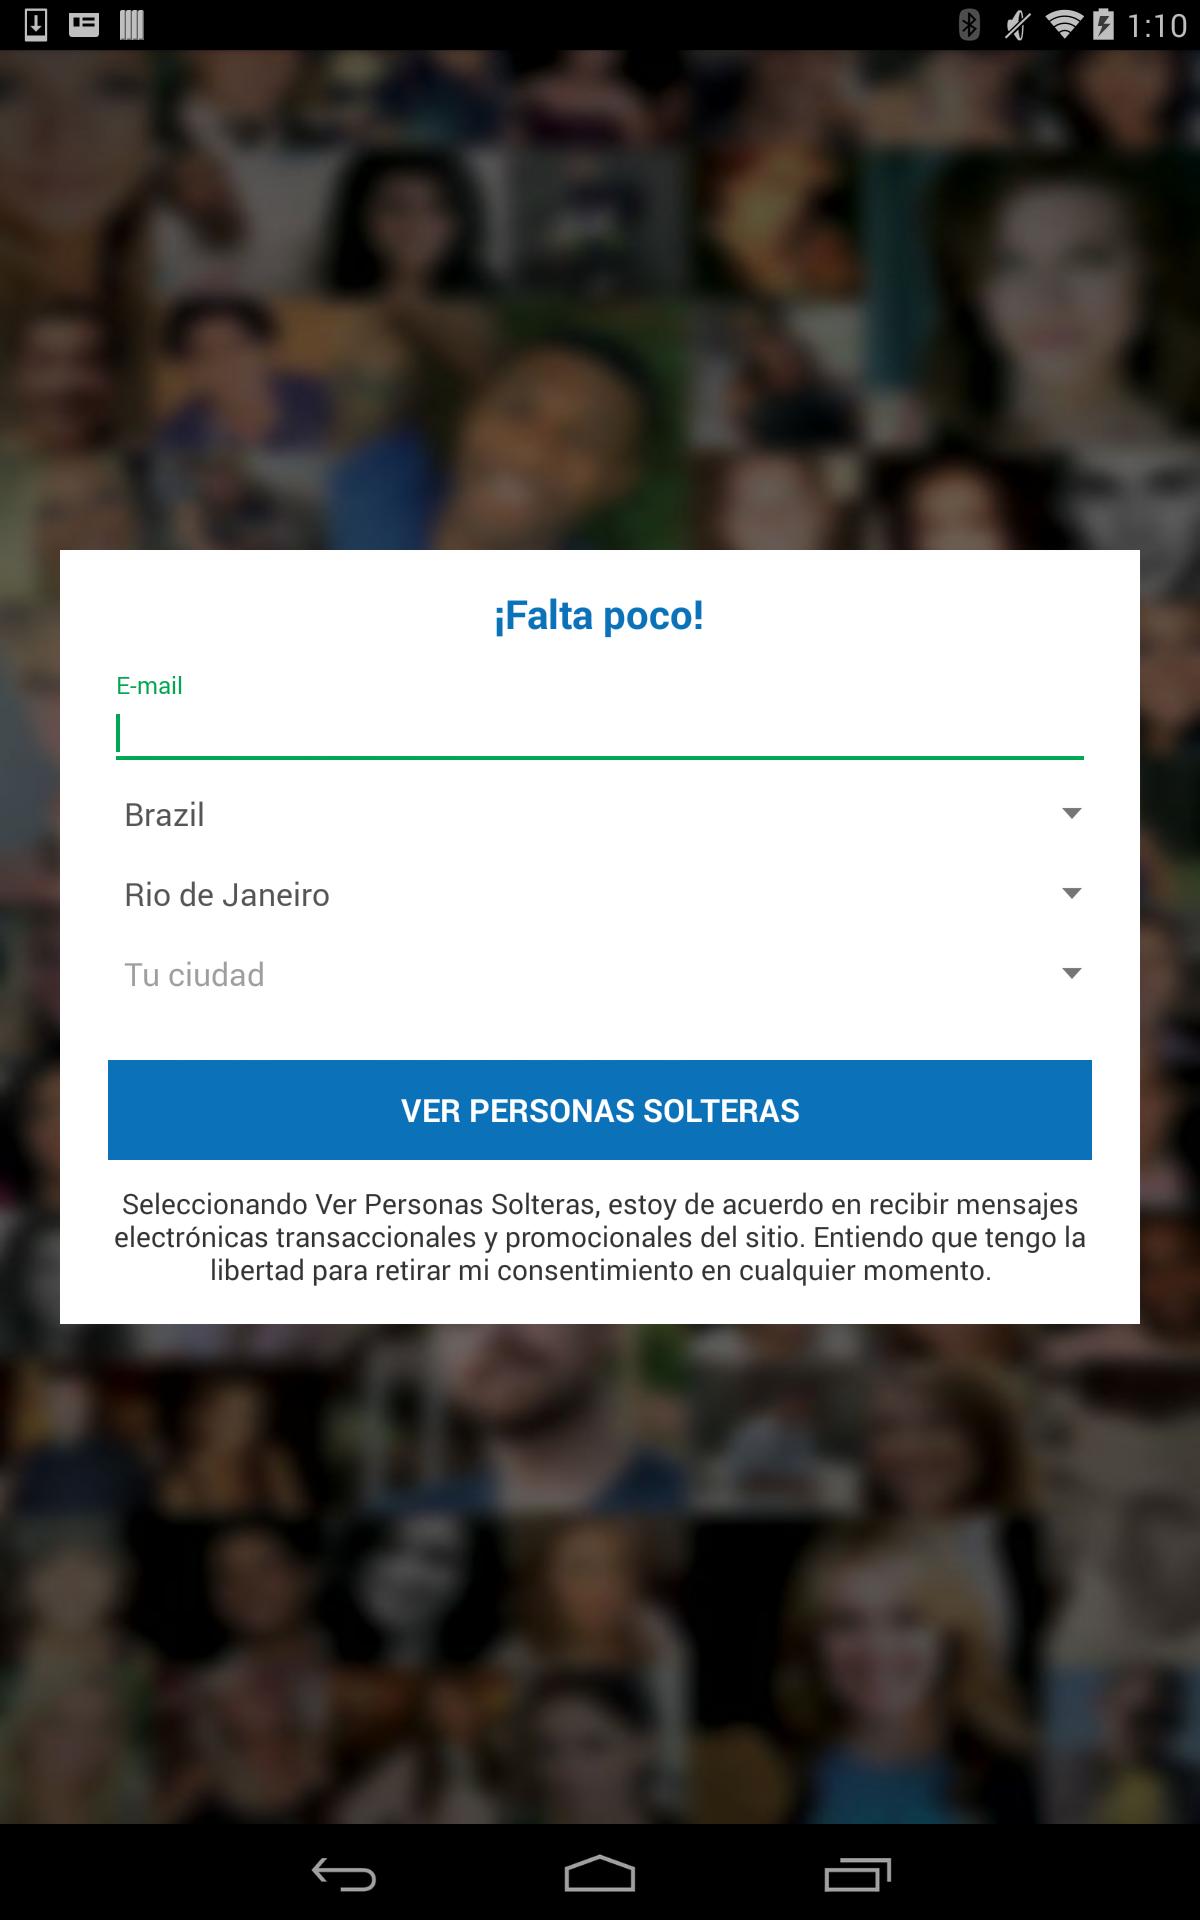 1:10
¡Falta poco!
E-mail
Brazil
Rio de Janeiro
Tu ciudad
VER PERSONAS SOLTERAS
Seleccionando Ver Personas Solteras, estoy de acuerdo en recibir mensajes
electrónicas transaccionales y promocionales del sitio. Entiendo que tengo la
libertad para retirar mi consentimiento en cualquier momento.